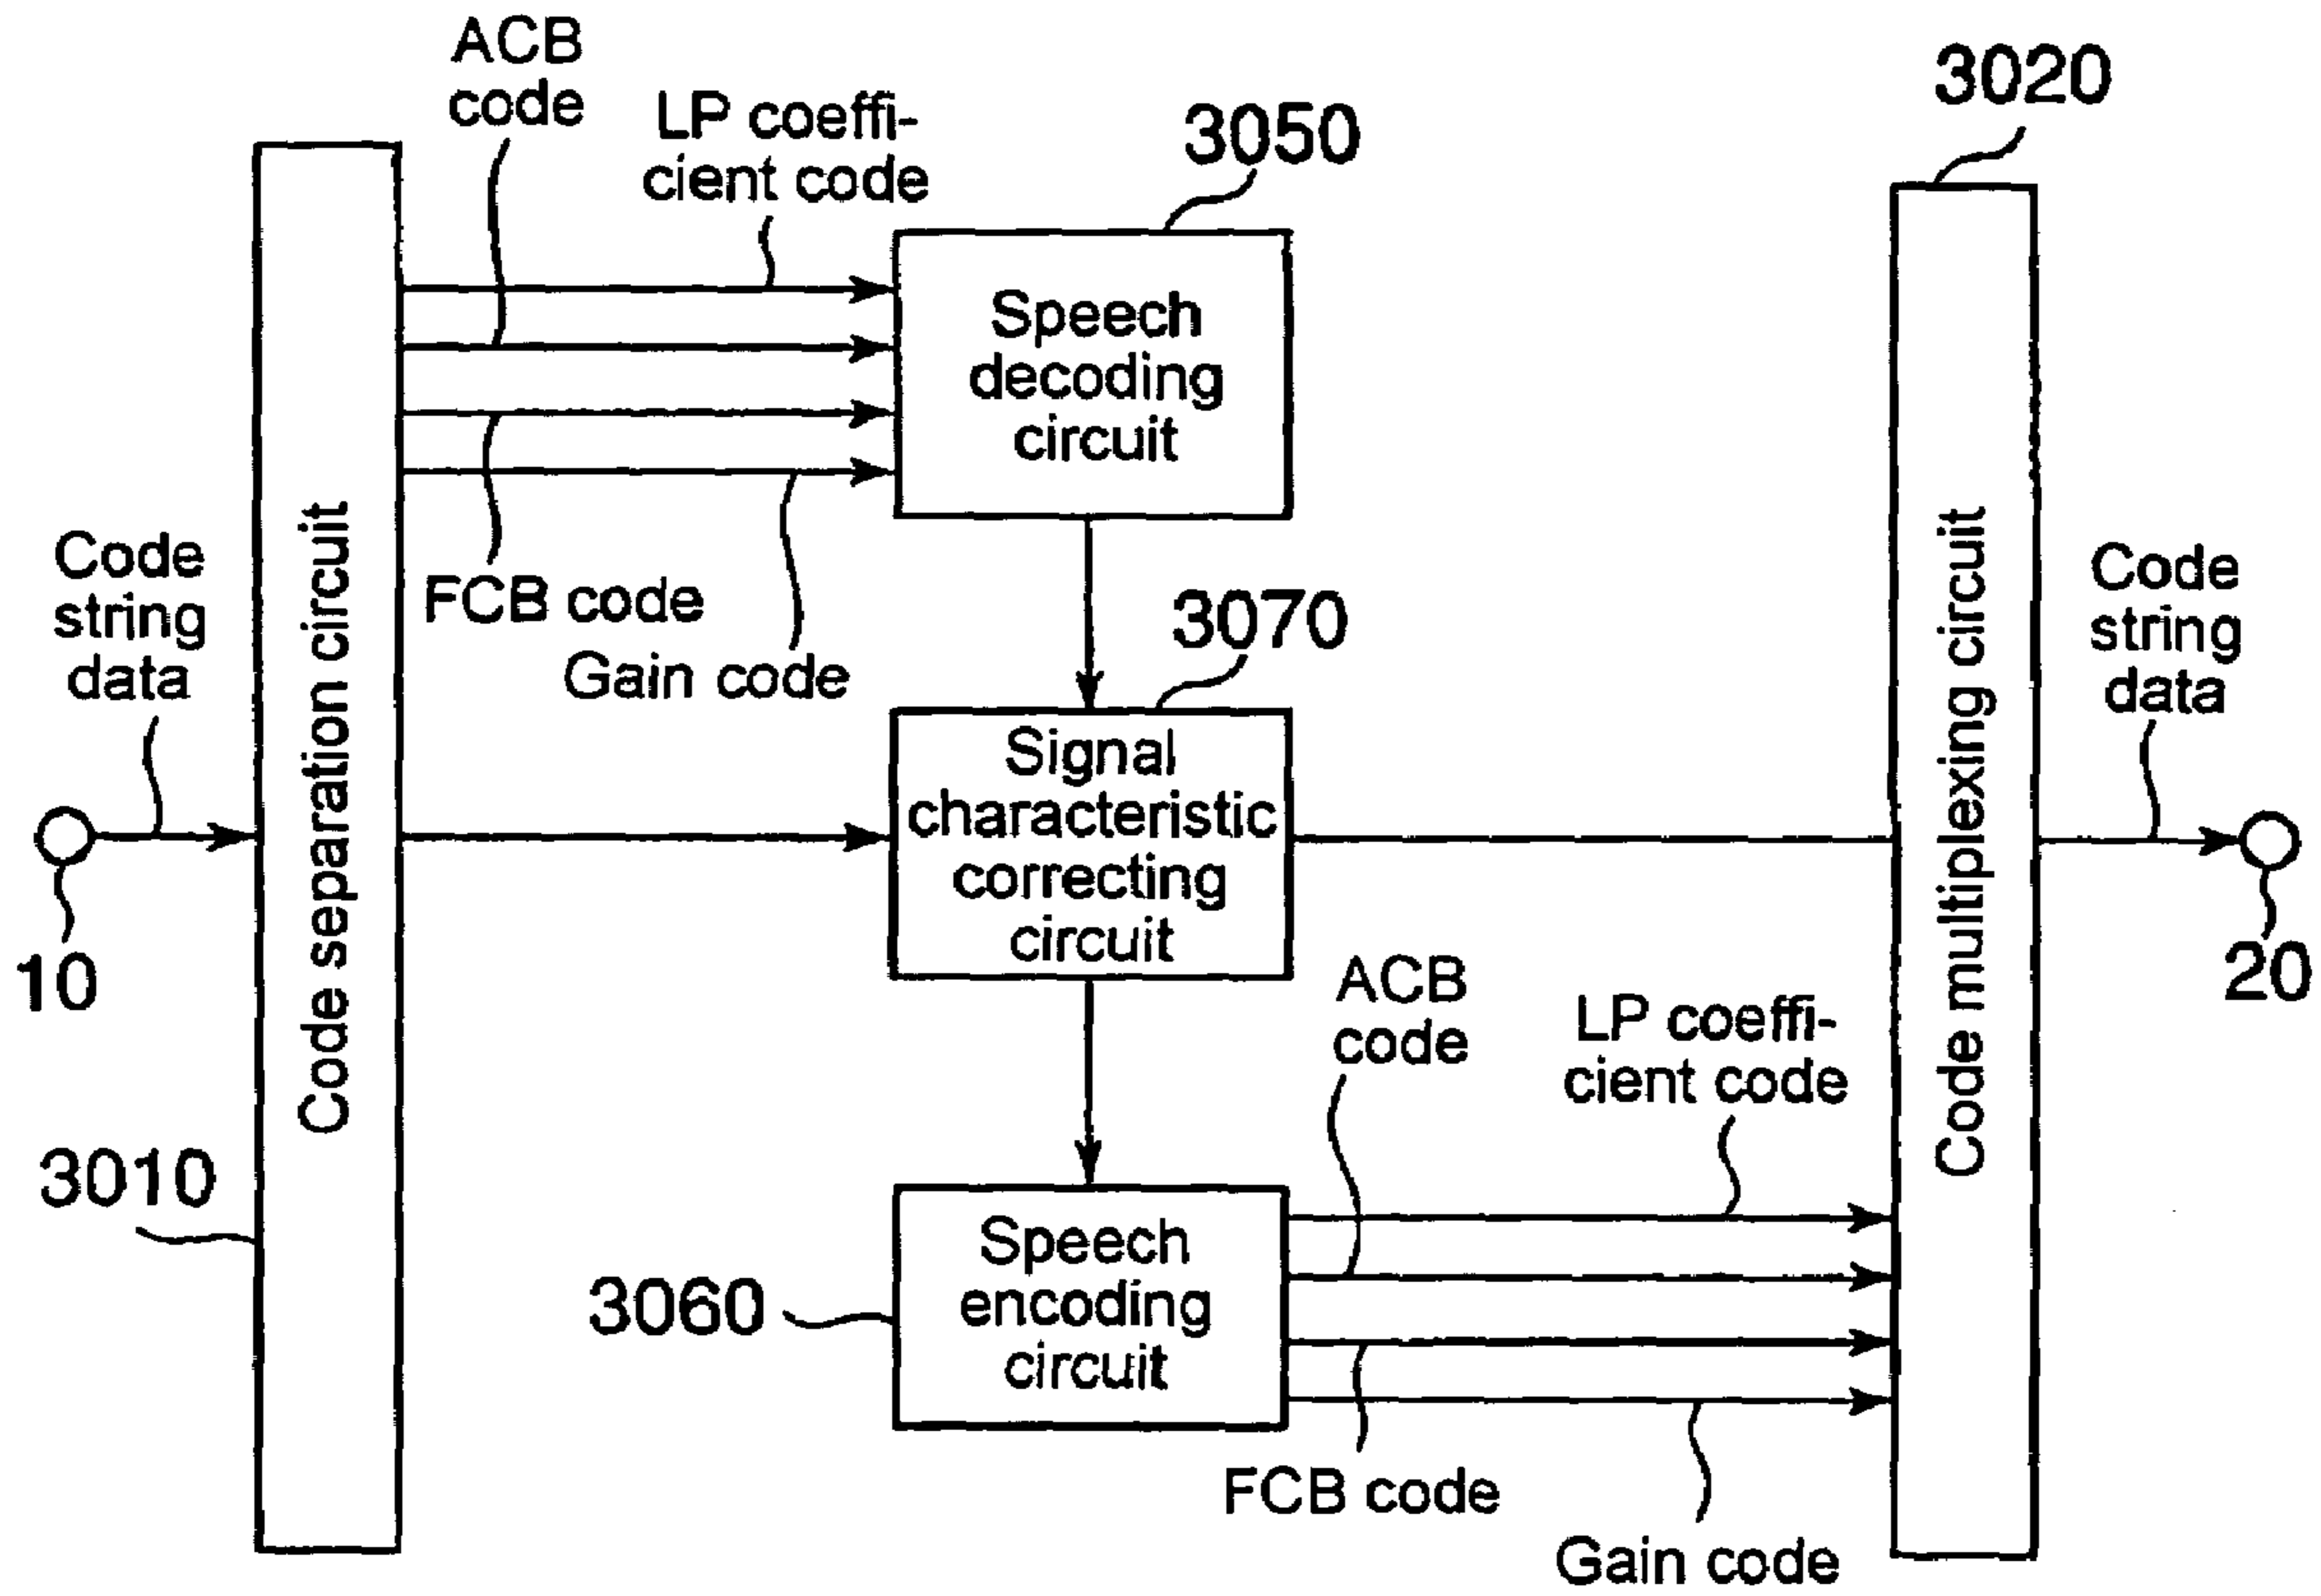 ACB
code
LP coeffi-
cient code
3050
3020
Speech
decoding
circuit
Code
string
data
Code separation circuit
FCB code
Gain code
3070
Signal
characteristic
correcting
circuit
Code multiplexing circuit
Code
string
data
10
20
ACB
code
LP coeffi-
cient code
3010
3060
Speech
encoding
circuit
FCB code
Gain code